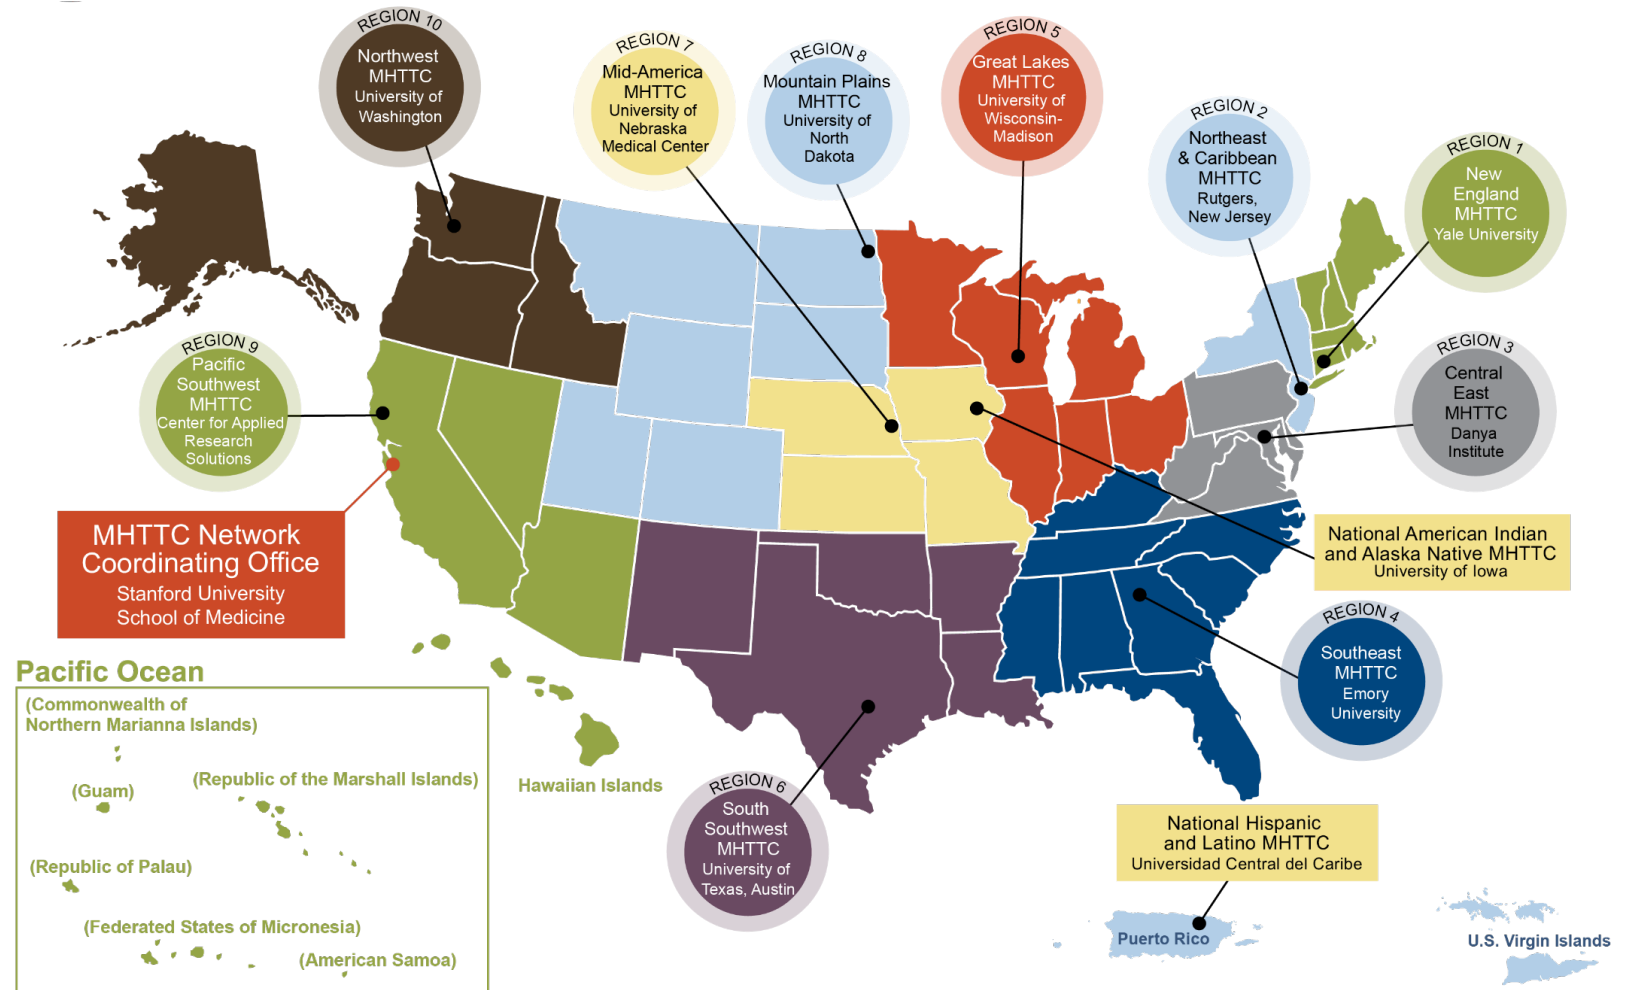 REGION 10
Northwest
MHTTC
University of
Washington
REGION 7
Mid-America
MHTTC
University of
Nebraska
Medical Center
REGION 8
Mountain Plains
MHTTC
University of
North
Dakota
REGION 5
Great Lakes
MHTTC
University of
Wisconsin-
Madison
REGION 2
Northeast
& Caribbean
MHTTC
Rutgers,
New Jersey
REGION 1
New
England
MHTTC
Yale University
REGION 9
Pacific
Southwest
MHTTC
Center for Applied
Research
Solutions
REGION 3
Central
East
MHTTC
Danya
Institute
MHTTC Network
Coordinating Office
Stanford University
School of Medicine
National American Indian
and Alaska Native MHTTC
University of Iowa
REGION 4
Southeast
MHTTC
Emory
University
Pacific Ocean
(Commonwealth of
Northern Marianna Islands)
(Guam)
(Republic of the Marshall Islands)
(Republic of Palau)
(Federated States of Micronesia)
(American Samoa)
Hawaiian Islands
REGION 6
South
Southwest
MHTTC
University of
Texas, Austin
National Hispanic
and Latino MHTTC
Universidad Central del Caribe
Puerto Rico
U.S. Virgin Islands